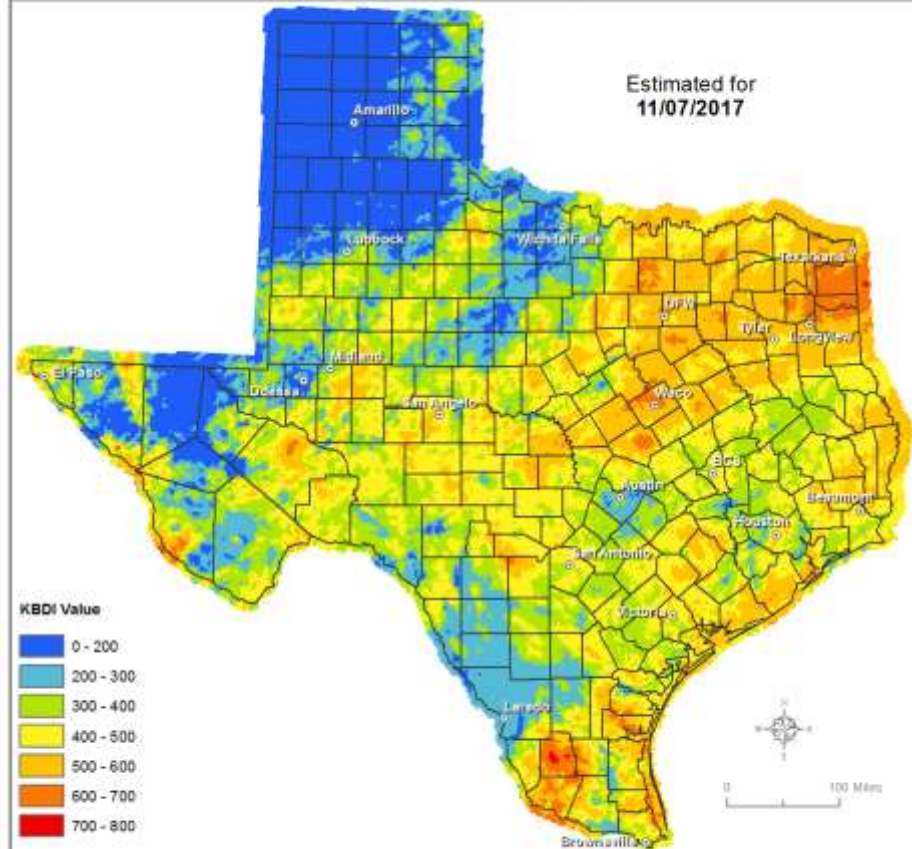 Estimated for
11/07/2017
Amarillo
Lubbock
Wichita Falls
Texarkana
DFW
Tyler
Longview
El Paso
Midland
Odessa
San Angelo
Waco
BCS
Austin
Beaumont
Houston
San Antonio
Victoria
Laredo
Brownsville
KBDI Value
0 - 200
200 - 300
300 - 400
400 - 500
500 - 600
600 - 700
700 - 800
0 100 Miles